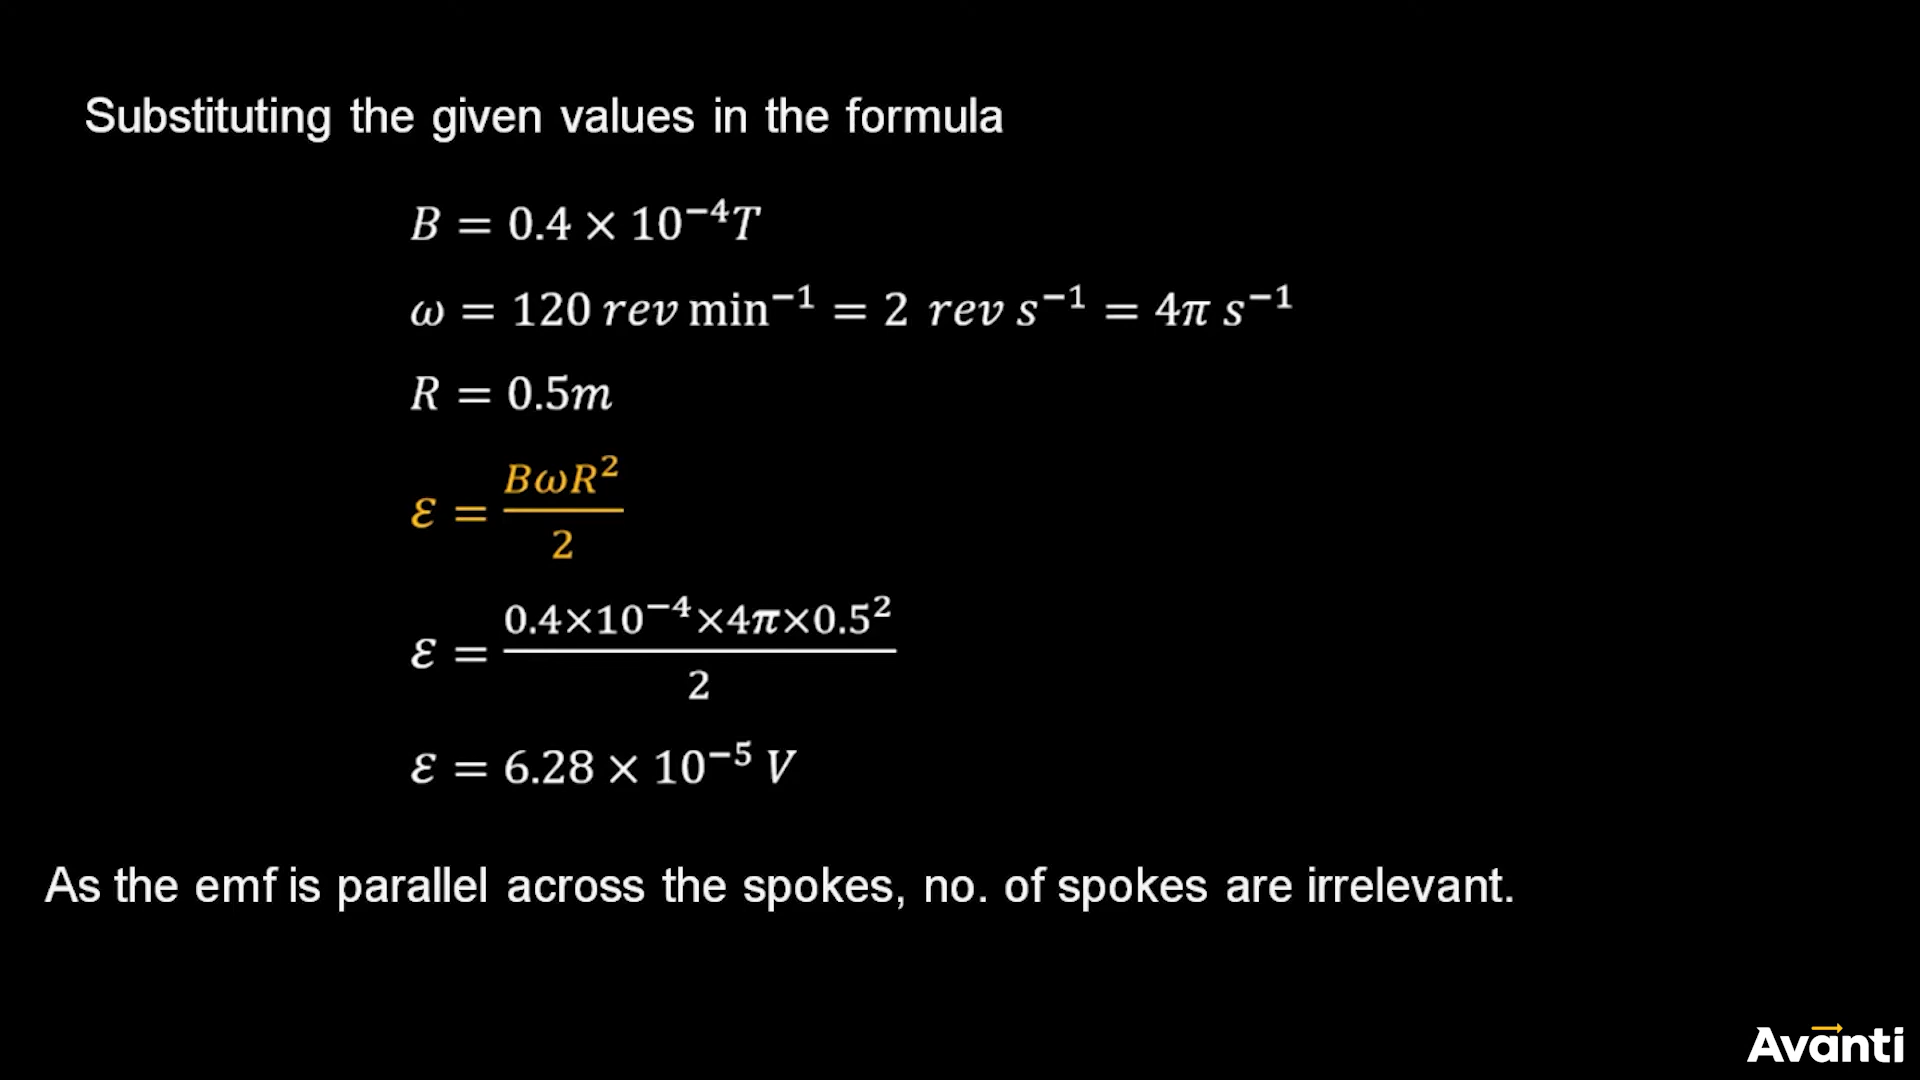 Substituting the given values in the formula
B = 0.4 × 10⁻⁴T
ω = 120 rev min⁻¹ = 2 rev s⁻¹ = 4π s⁻¹
R = 0.5m
ℇ = BωR²/2
ℇ = 0.4×10⁻⁴×4π×0.5²/2
ℇ = 6.28 × 10⁻⁵ V
As the emf is parallel across the spokes, no. of spokes are irrelevant.
Avanti